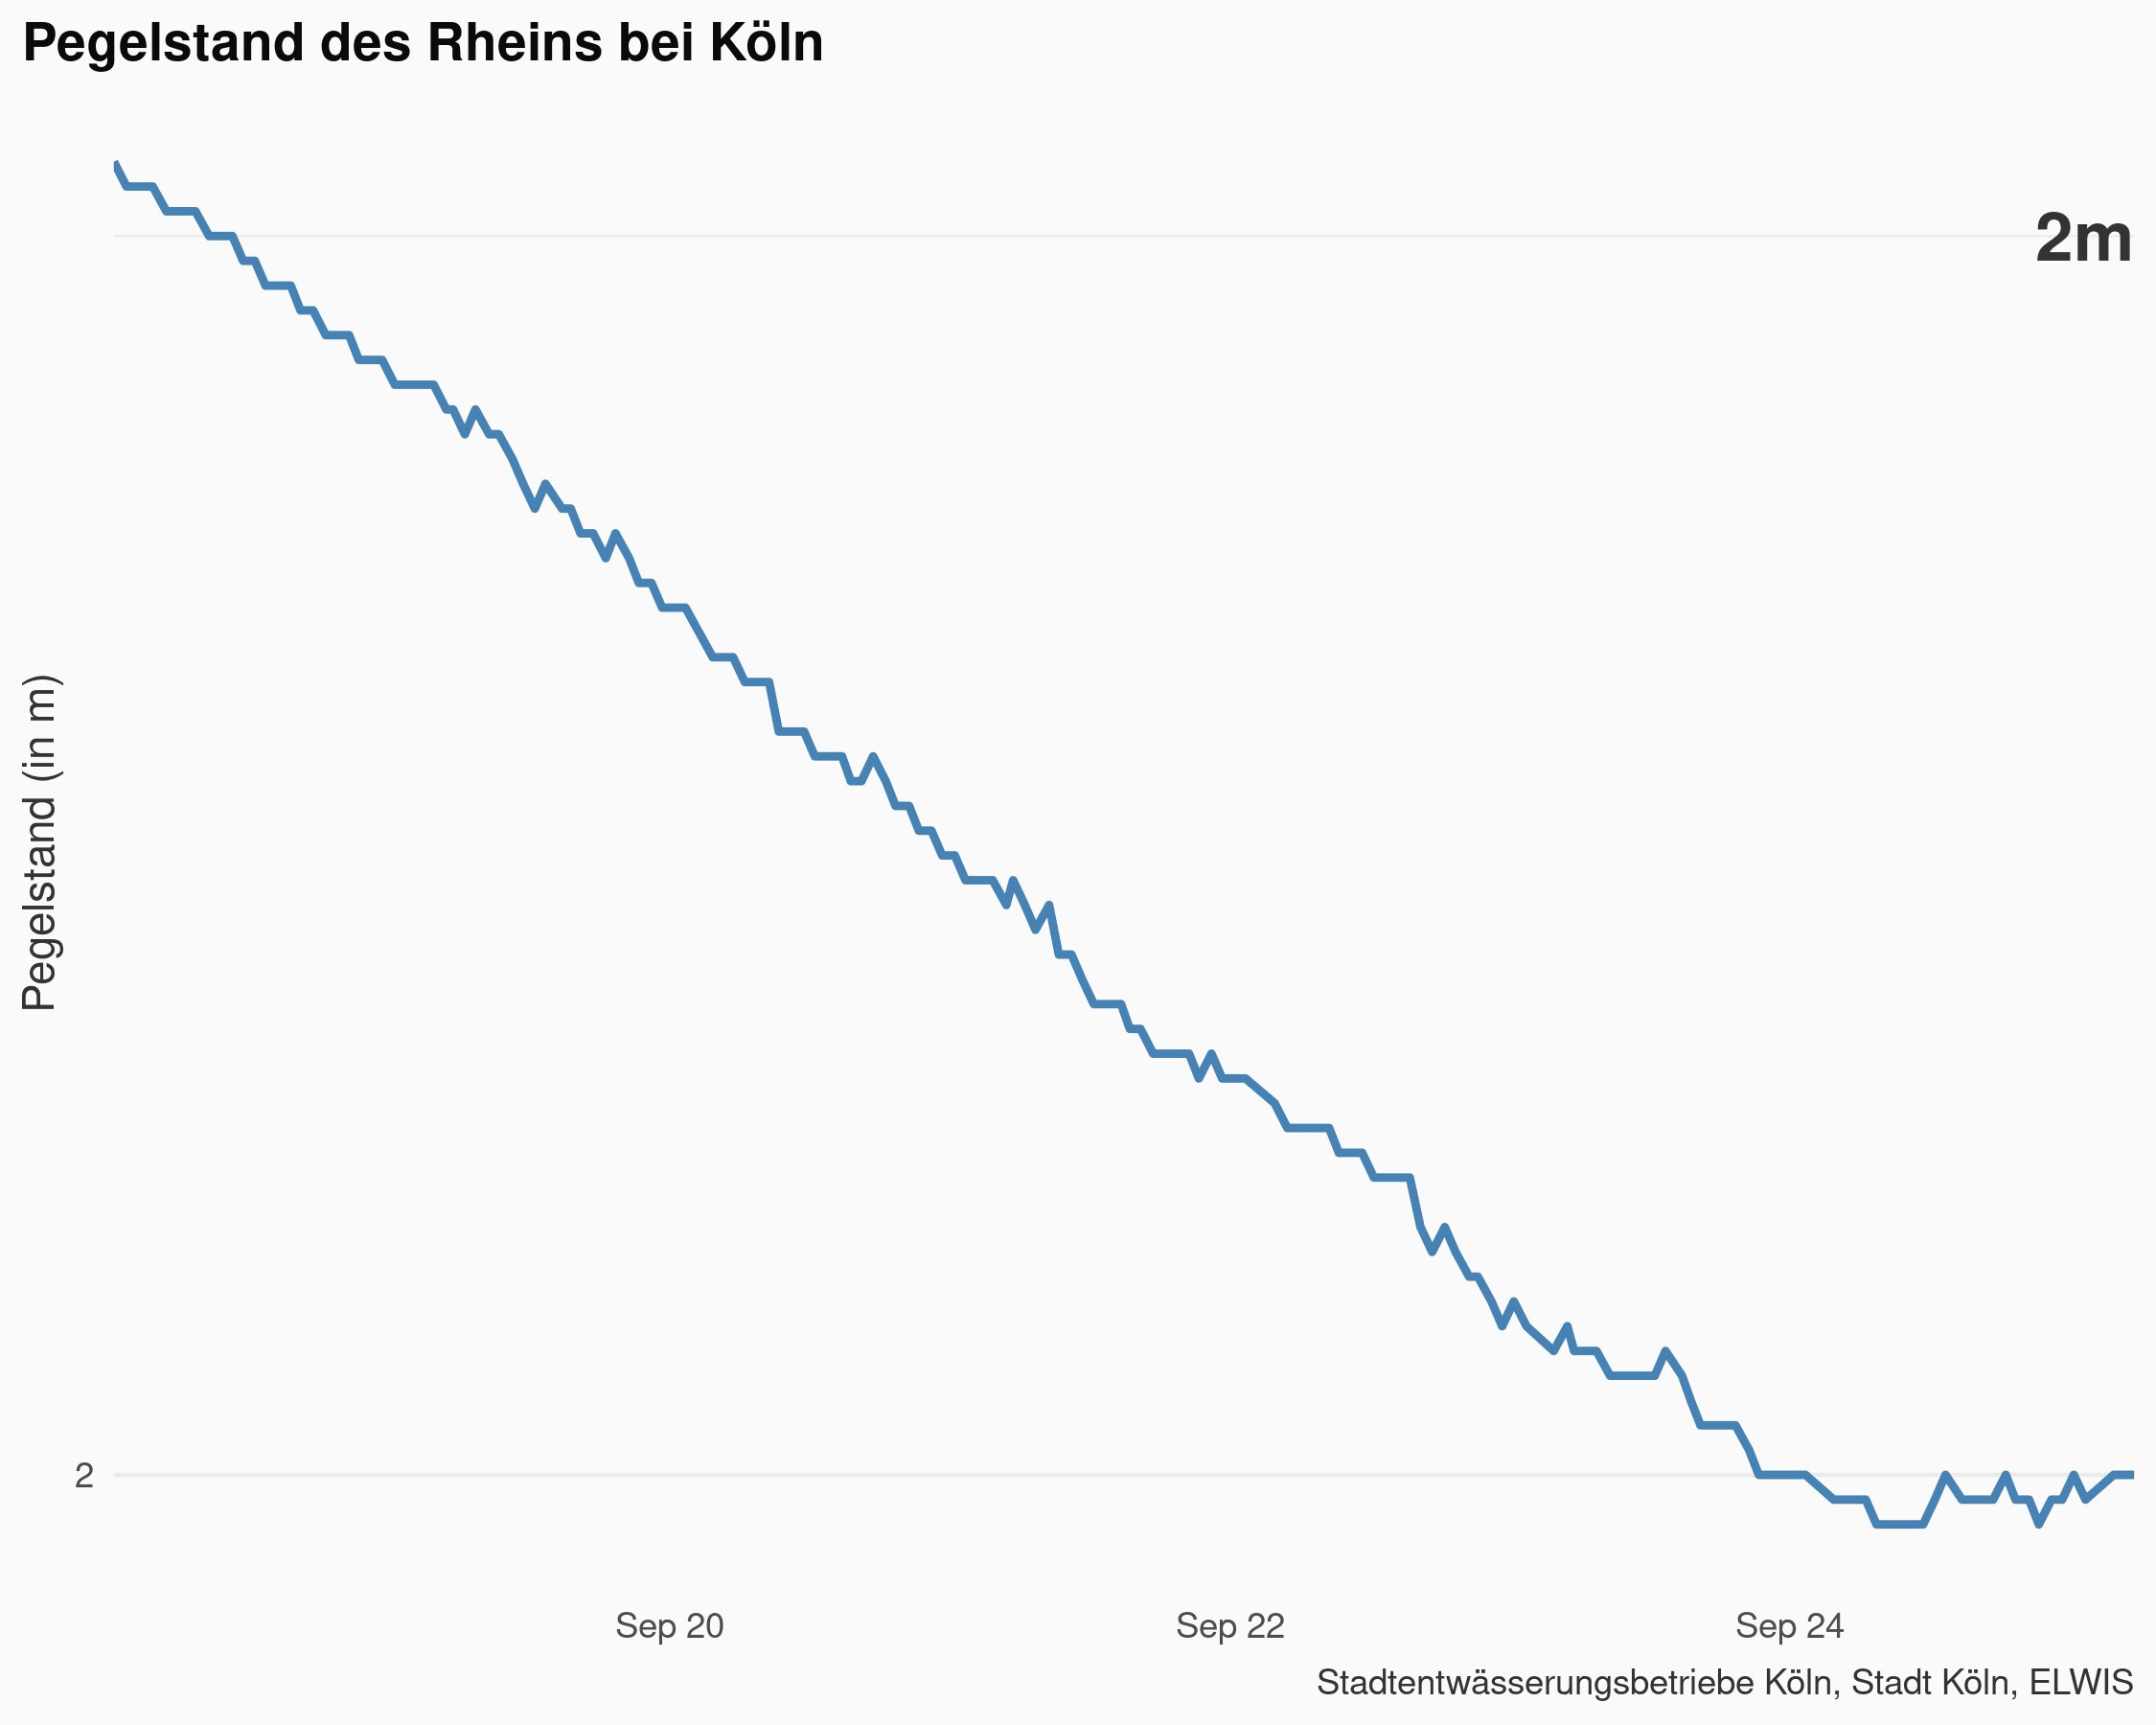 Pegelstand des Rheins bei Köln
2m
Pegelstand (in m)
2
Sep 20
Sep 22
Sep 24
Stadtentwässerungsbetriebe Köln, Stadt Köln, ELWIS